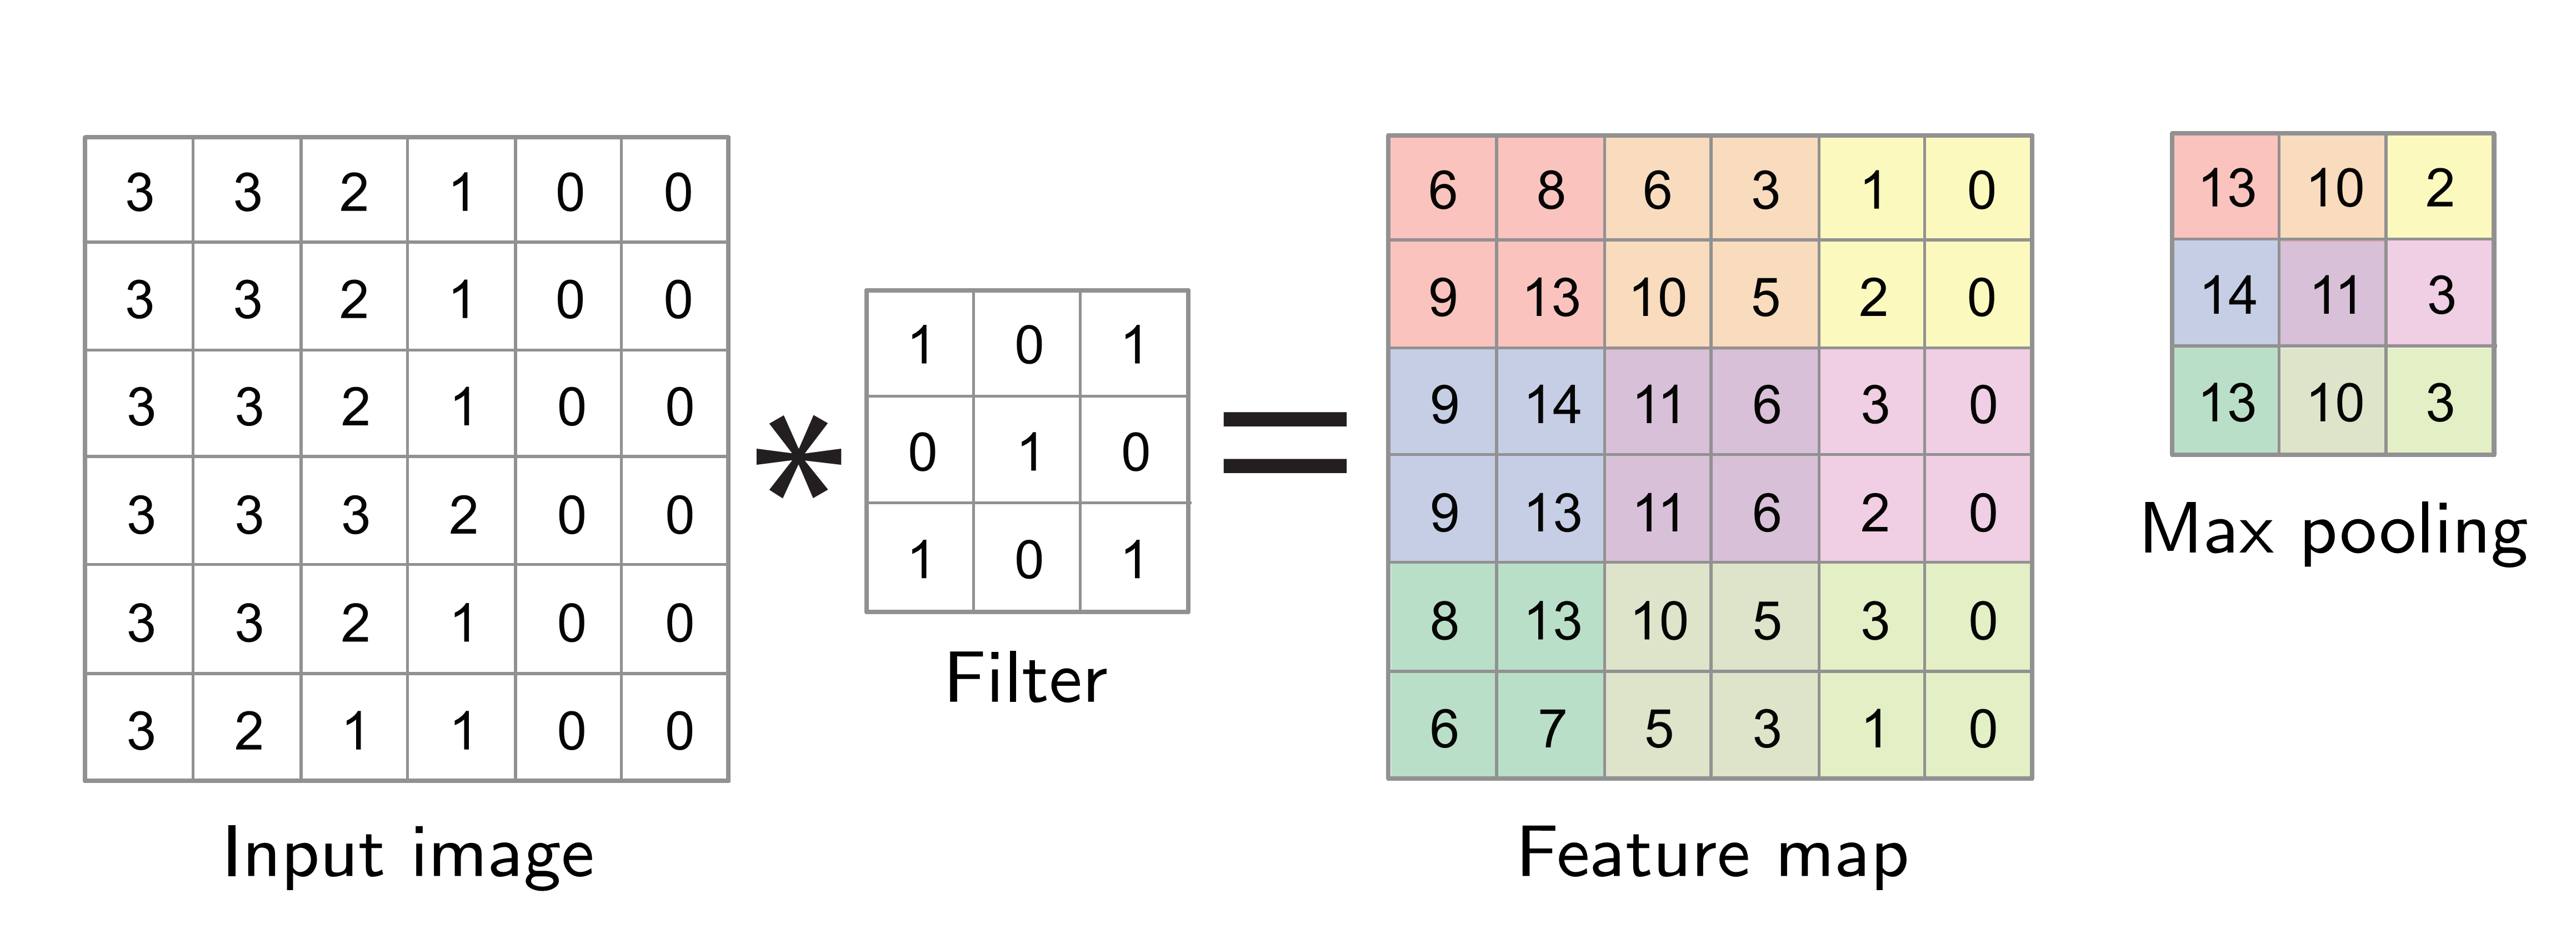 3 3 2 1 0 0
3 3 2 1 0 0
3 3 2 1 0 0
3 3 3 2 0 0
3 3 2 1 0 0
3 2 1 1 0 0
Input image
*
1 0 1
0 1 0
1 0 1
Filter
=
6 8 6 3 1 0
9 13 10 5 2 0
9 14 11 6 3 0
9 13 11 6 2 0
8 13 10 5 3 0
6 7 5 3 1 0
Feature map
13 10 2
14 11 3
13 10 3
Max pooling